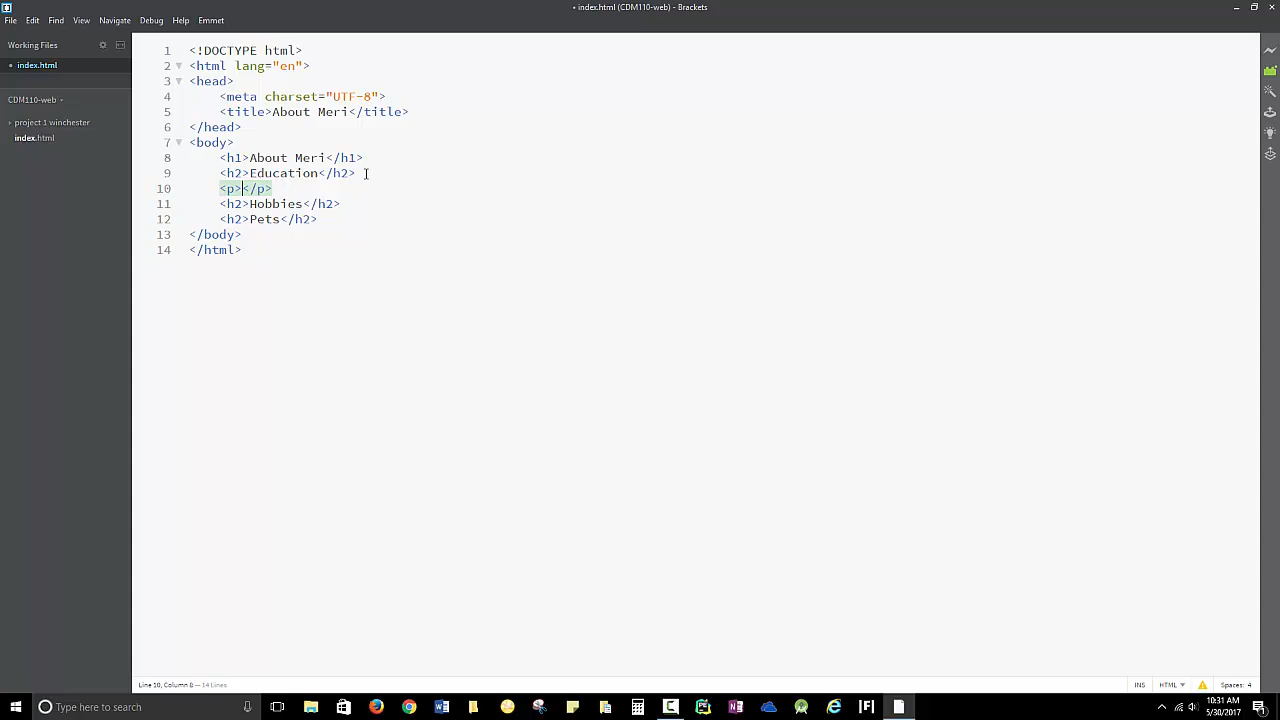 • index.html (CDM110-web) - Brackets
File Edit Find View Navigate Debug Help Emmet
Working Files
• index.html
CDM110-web
project 1 winchester
index.html
1 <!DOCTYPE html>
2 <html lang="en">
3 <head>
4 <meta charset="UTF-8">
5 <title>About Meri</title>
6 </head>
7 <body>
8 <h1>About Meri</h1>
9 <h2>Education</h2>
10 <p></p>
11 <h2>Hobbies</h2>
12 <h2>Pets</h2>
13 </body>
14 </html>
Line 10, Column 8 — 14 Lines
INS HTML Spaces: 4
Type here to search
10:31 AM
5/30/2017